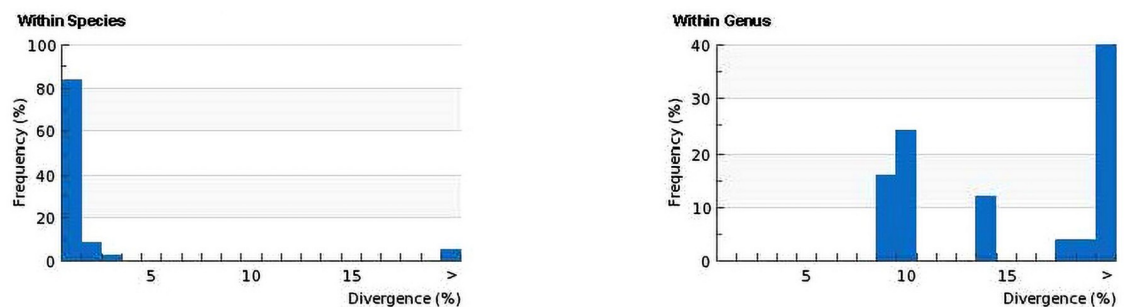 Within Species
100
80
60
40
20
0
Frequency (%)
5 10 15 >
Divergence (%)
Within Genus
40
30
20
10
0
Frequency (%)
5 10 15 >
Divergence (%)